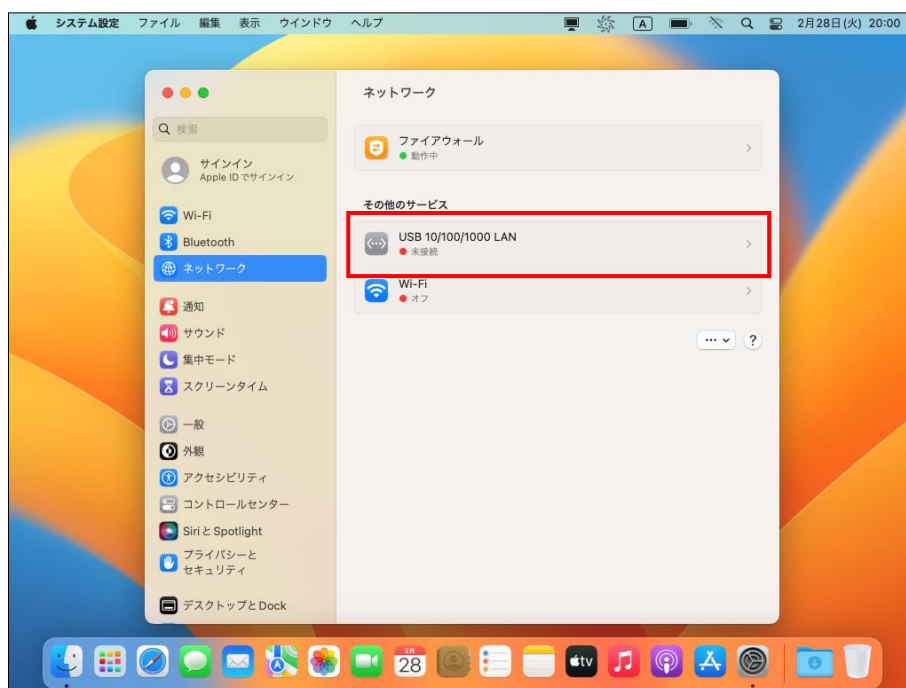 システム設定 ファイル 編集 表示 ウインドウ ヘルプ A 2月28日(火) 20:00
ネットワーク
検索
サインイン
Apple IDでサインイン
Wi-Fi
Bluetooth
ネットワーク
通知
サウンド
集中モード
スクリーンタイム
一般
外観
アクセシビリティ
コントロールセンター
Siri と Spotlight
プライバシーと
セキュリティ
デスクトップとDock
ファイアウォール
動作中
その他のサービス
USB 10/100/1000 LAN
未接続
Wi-Fi
オフ
... ?
2月
28
tv